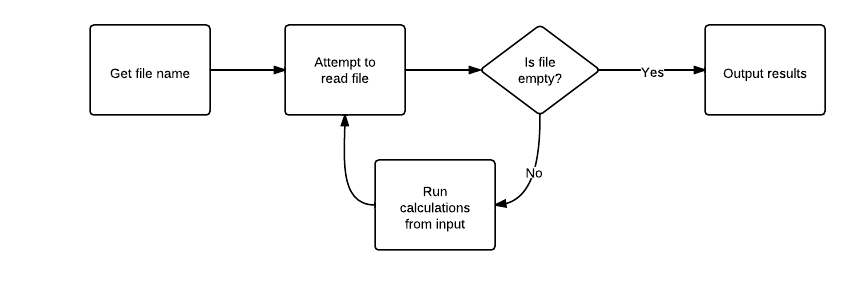 Get file name
Attempt to
read file
Is file
empty?
Yes
Output results
No
Run
calculations
from input